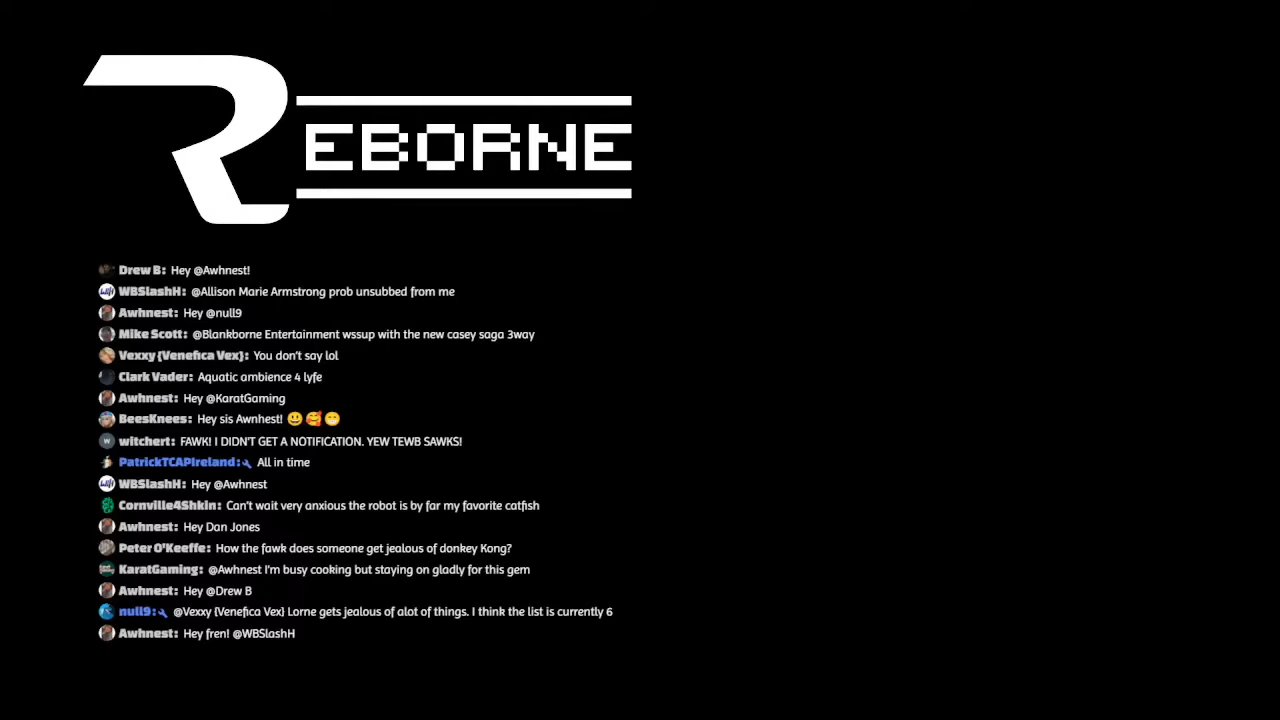 REBORNE
Drew B: Hey @Awhnest!
WBSlashH: @Allison Marie Armstrong prob unsubbed from me
Awhnest: Hey @null9
Mike Scott: @Blankborne Entertainment wssup with the new casey saga 3way
Vexxy {Venefica Vex}: You don't say lol
Clark Vader: Aquatic ambience 4 lyfe
Awhnest: Hey @KaratGaming
BeesKnees: Hey sis Awnhest! 😃🥰😁
witchert: FAWK! I DIDN'T GET A NOTIFICATION. YEW TEWB SAWKS!
PatrickTCAPIreland: All in time
WBSlashH: Hey @Awhnest
Cornville4Shkin: Can't wait very anxious the robot is by far my favorite catfish
Awhnest: Hey Dan Jones
Peter O'Keeffe: How the fawk does someone get jealous of donkey Kong?
KaratGaming: @Awhnest I'm busy cooking but staying on gladly for this gem
Awhnest: Hey @Drew B
null9: @Vexxy {Venefica Vex} Lorne gets jealous of alot of things. I think the list is currently 6
Awhnest: Hey fren! @WBSlashH